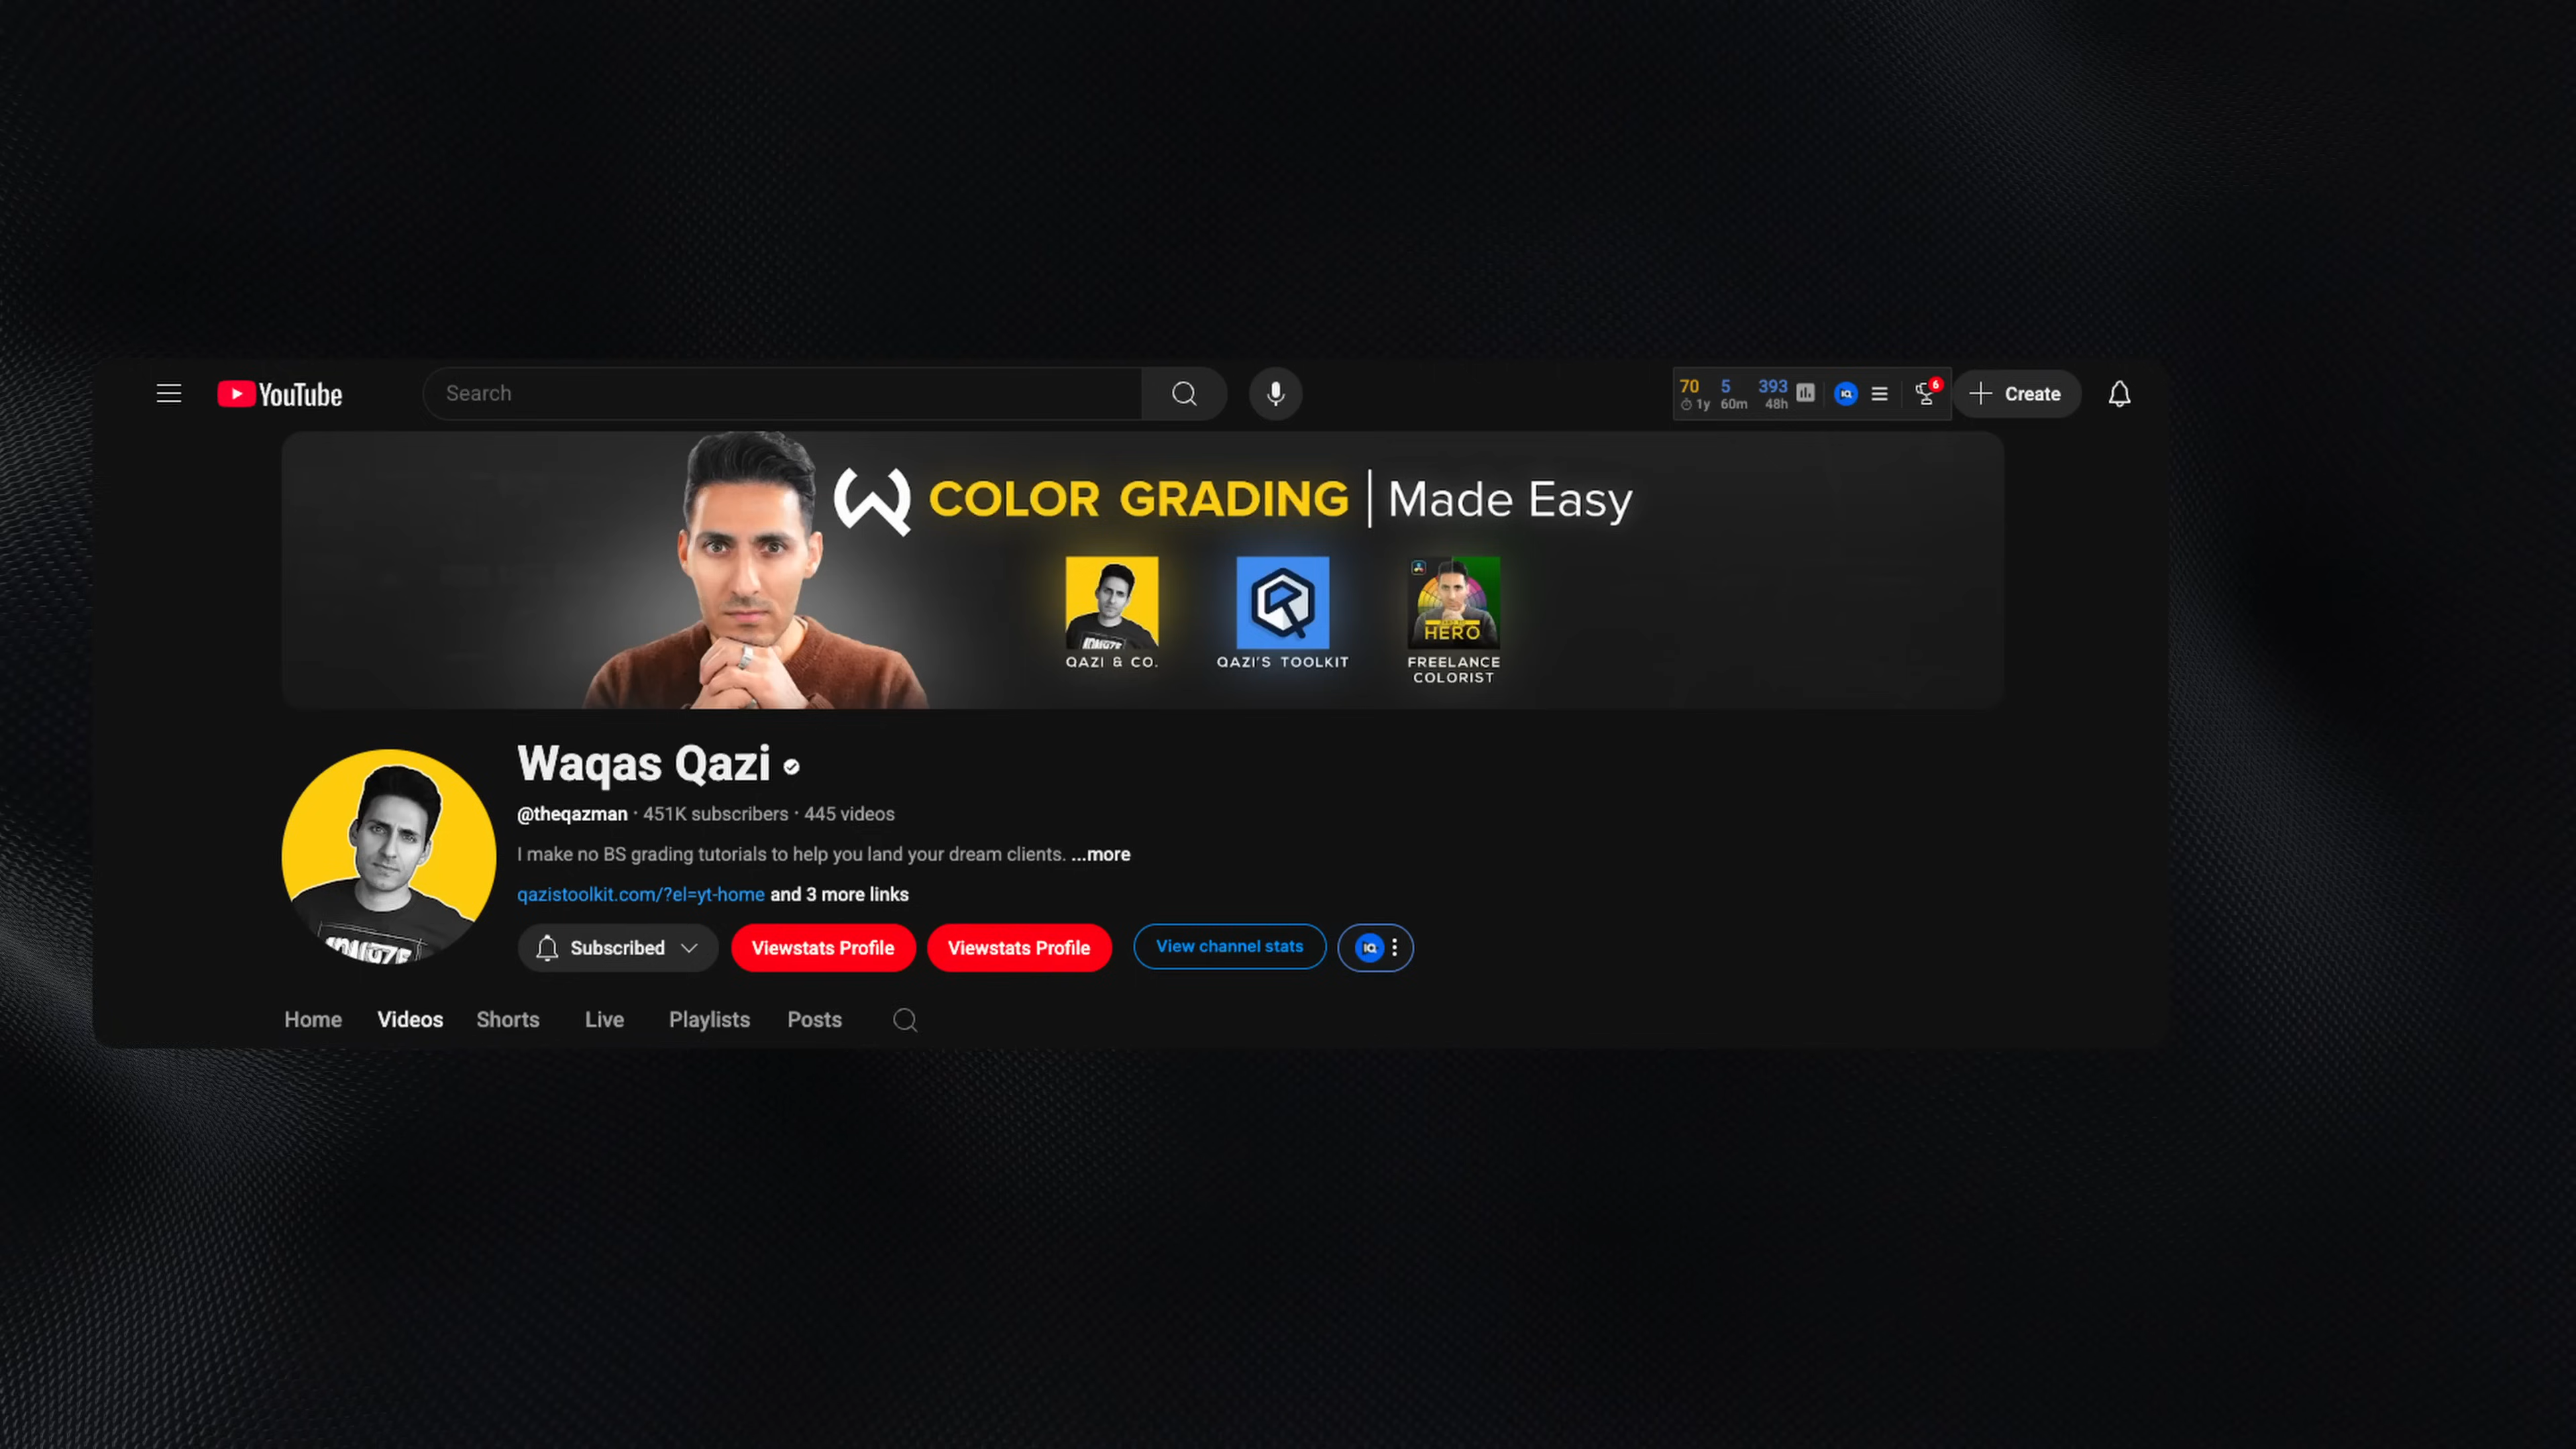 YouTube
Search
70 5 393
1y 60m 48h
IQ
6
Create
COLOR GRADING | Made Easy
HERO
QAZI & CO.
QAZI'S TOOLKIT
FREELANCE
COLORIST
Waqas Qazi
@theqazman · 451K subscribers · 445 videos
I make no BS grading tutorials to help you land your dream clients. ...more
qazistoolkit.com/?el=yt-home and 3 more links
Subscribed
Viewstats Profile
Viewstats Profile
View channel stats
IQ
Home Videos Shorts Live Playlists Posts